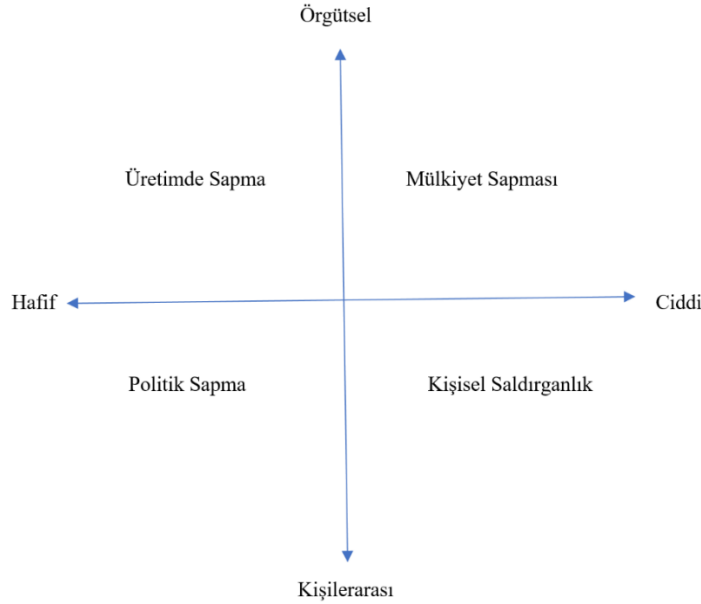 Örgütsel
Üretimde Sapma
Mülkiyet Sapması
Hafif
Ciddi
Politik Sapma
Kişisel Saldırganlık
Kişilerarası